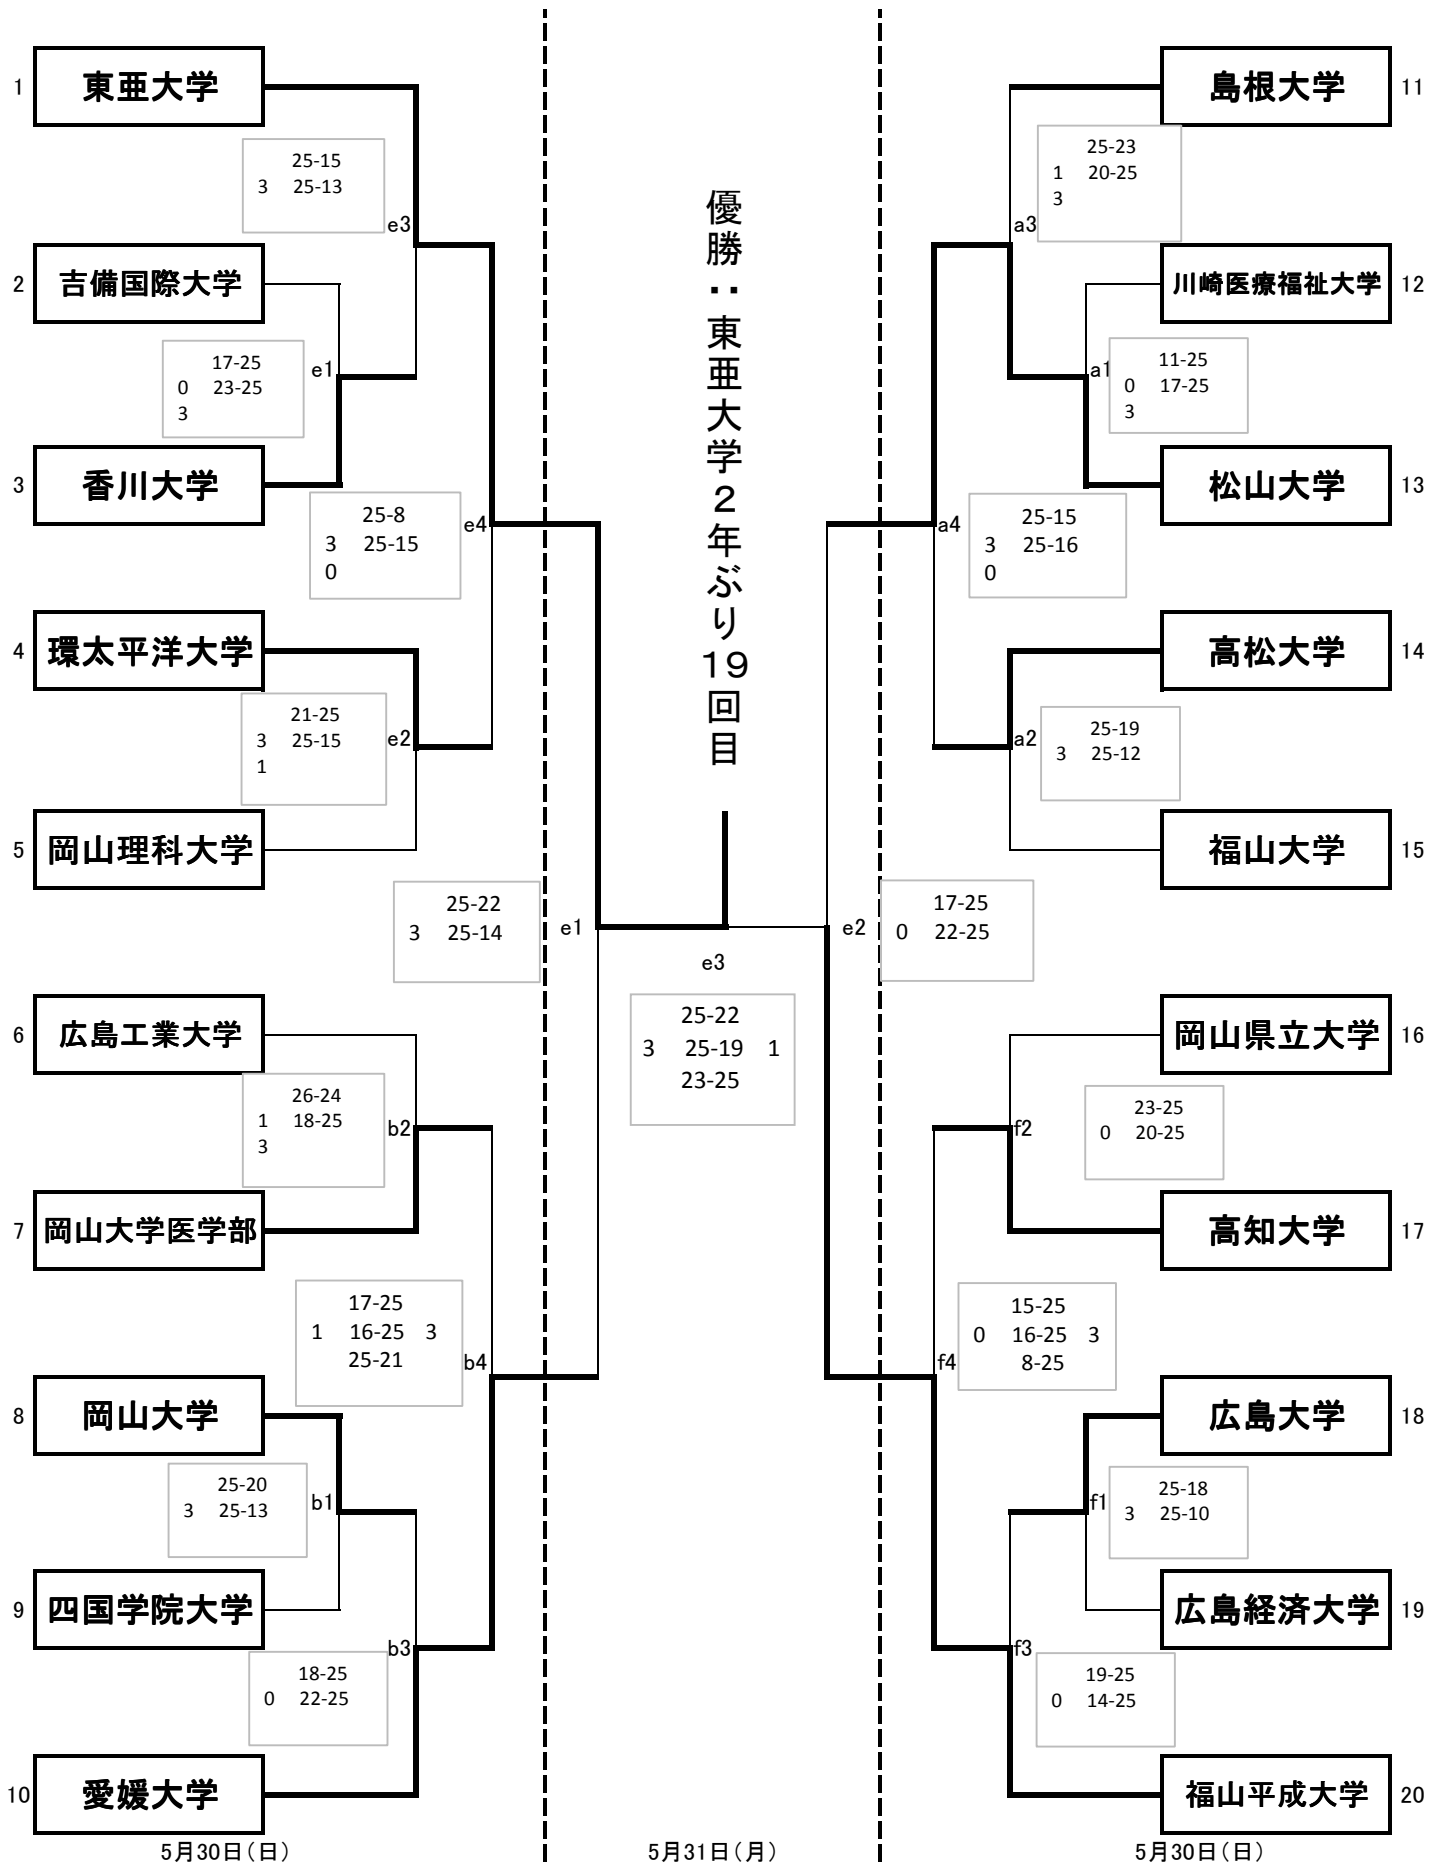 1 東亜大学
25-15
3 25-13
e3
2 吉備国際大学
17-25
0 23-25
3
e1
3 香川大学
25-8
3 25-15
0
e4
4 環太平洋大学
21-25
3 25-15
1
e2
5 岡山理科大学
25-22
3 25-14
e1
6 広島工業大学
26-24
1 18-25
3
b2
7 岡山大学医学部
17-25
1 16-25 3
25-21
b4
8 岡山大学
25-20
3 25-13
b1
9 四国学院大学
18-25
0 22-25
b3
10 愛媛大学
5月30日(日)
優勝:東亜大学2年ぶり19回目
e3
25-22
3 25-19 1
23-25
5月31日(月)
島根大学 11
25-23
1 20-25
3
a3
川崎医療福祉大学 12
11-25
0 17-25
3
a1
松山大学 13
25-15
3 25-16
0
a4
高松大学 14
25-19
3 25-12
a2
福山大学 15
17-25
0 22-25
e2
岡山県立大学 16
23-25
0 20-25
f2
高知大学 17
15-25
0 16-25 3
8-25
f4
広島大学 18
25-18
3 25-10
f1
広島経済大学 19
19-25
0 14-25
f3
福山平成大学 20
5月30日(日)